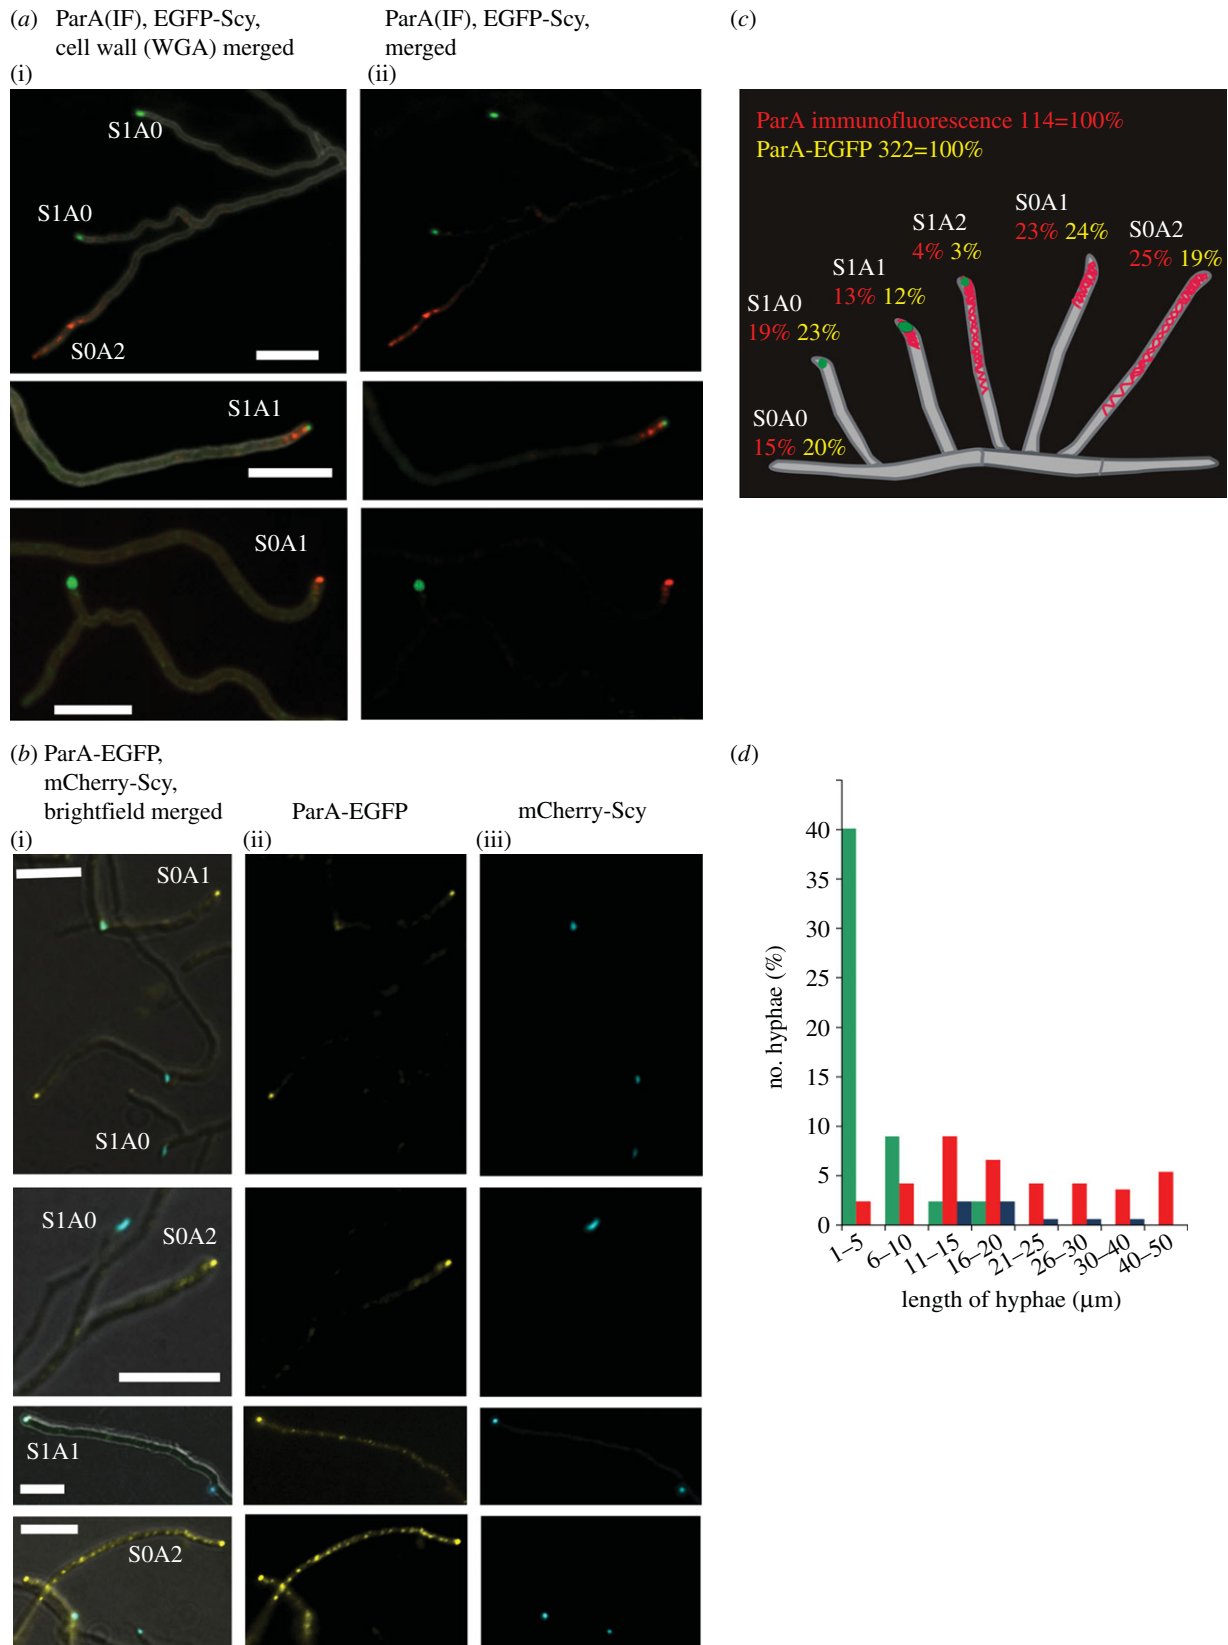 (a) ParA(IF), EGFP-Scy,
cell wall (WGA) merged
(i)
ParA(IF), EGFP-Scy,
merged
(ii)
S1A0
S1A0
S0A2
S1A1
S0A1
(c)
ParA immunofluorescence 114=100%
ParA-EGFP 322=100%
S0A1
23% 24%
S1A2
4% 3%
S0A2
25% 19%
S1A1
13% 12%
S1A0
19% 23%
S0A0
15% 20%
(b) ParA-EGFP,
mCherry-Scy,
brightfield merged
(i)
ParA-EGFP
(ii)
mCherry-Scy
(iii)
S0A1
S1A0
S1A0
S0A2
S1A1
S0A2
(d)
no. hyphae (%)
40
35
30
25
20
15
10
5
0
1–5
6–10
11–15
16–20
21–25
26–30
30–40
40–50
length of hyphae (μm)